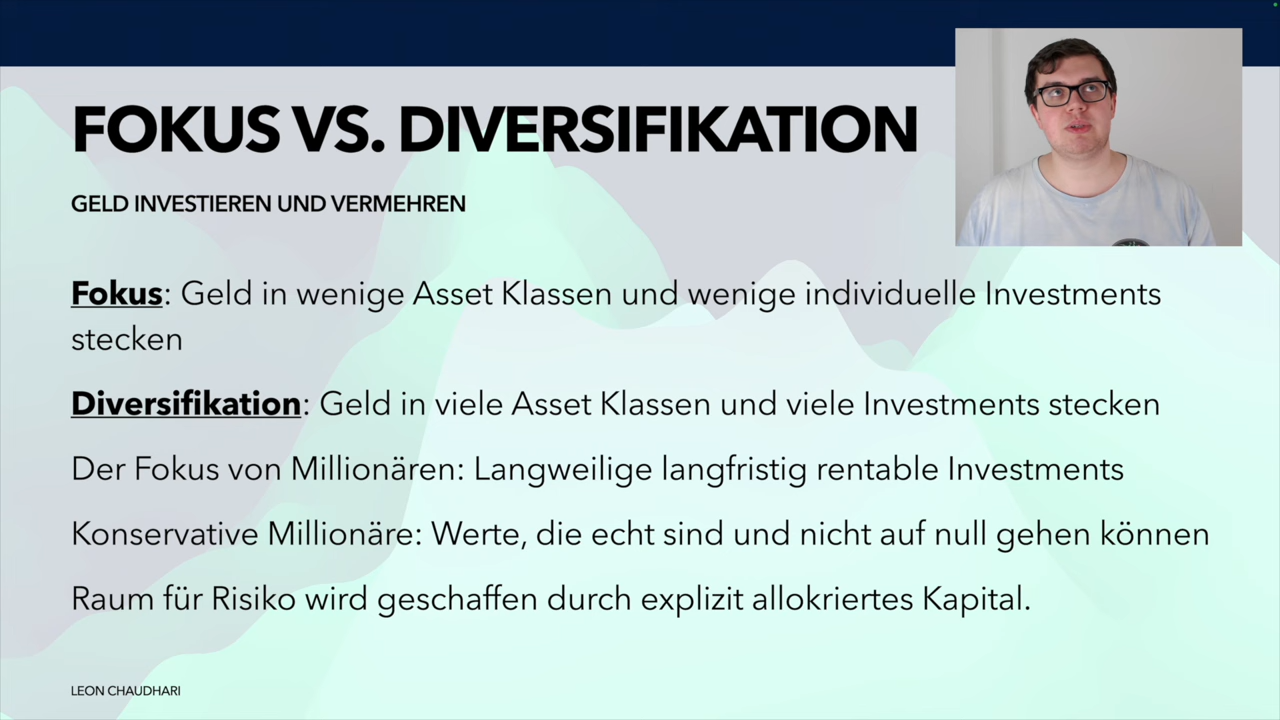 FOKUS VS. DIVERSIFIKATION
GELD INVESTIEREN UND VERMEHREN
Fokus: Geld in wenige Asset Klassen und wenige individuelle Investments
stecken
Diversifikation: Geld in viele Asset Klassen und viele Investments stecken
Der Fokus von Millionären: Langweilige langfristig rentable Investments
Konservative Millionäre: Werte, die echt sind und nicht auf null gehen können
Raum für Risiko wird geschaffen durch explizit allokriertes Kapital.
LEON CHAUDHARI